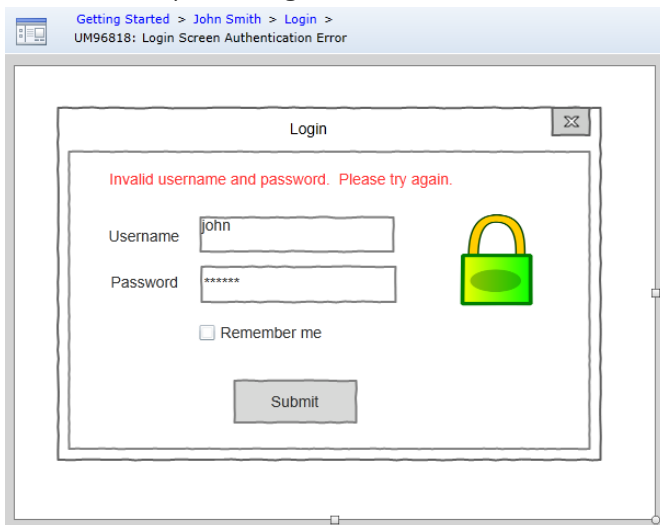 Getting Started > John Smith > Login >
UM96818: Login Screen Authentication Error
Login
Invalid username and password. Please try again.
Username john
Password ******
Remember me
Submit